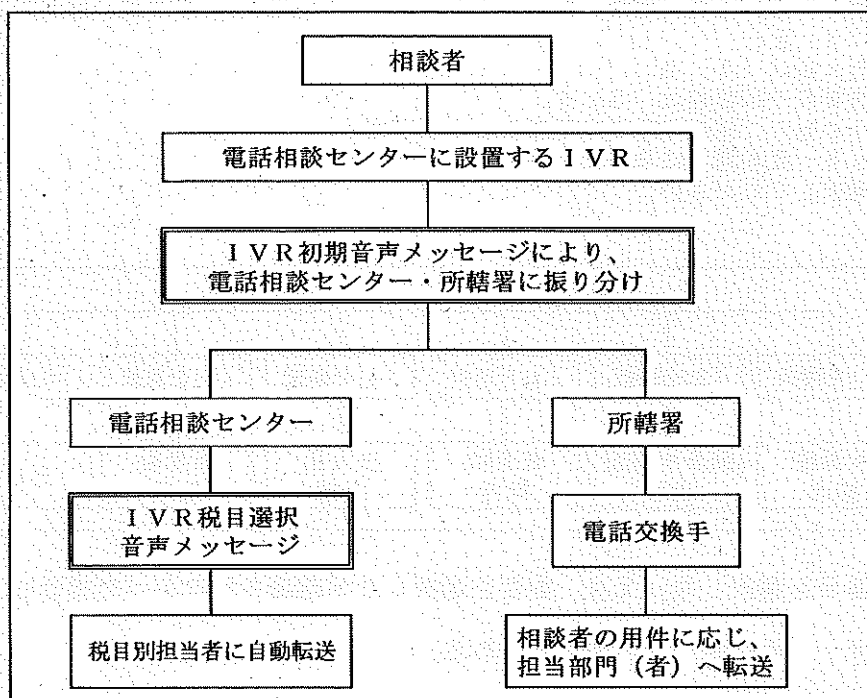 相談者
電話相談センターに設置するＩＶＲ
ＩＶＲ初期音声メッセージにより、
電話相談センター・所轄署に振り分け
電話相談センター
所轄署
ＩＶＲ税目選択
音声メッセージ
電話交換手
税目別担当者に自動転送
相談者の用件に応じ、
担当部門（者）へ転送